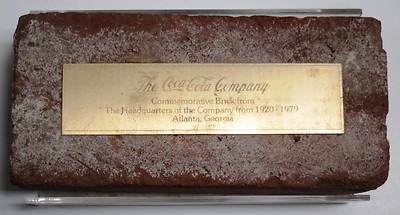 The Coca-Cola Company
Commemorative Brick from
The Headquarters of the Company from 1920-1979
Atlanta, Georgia